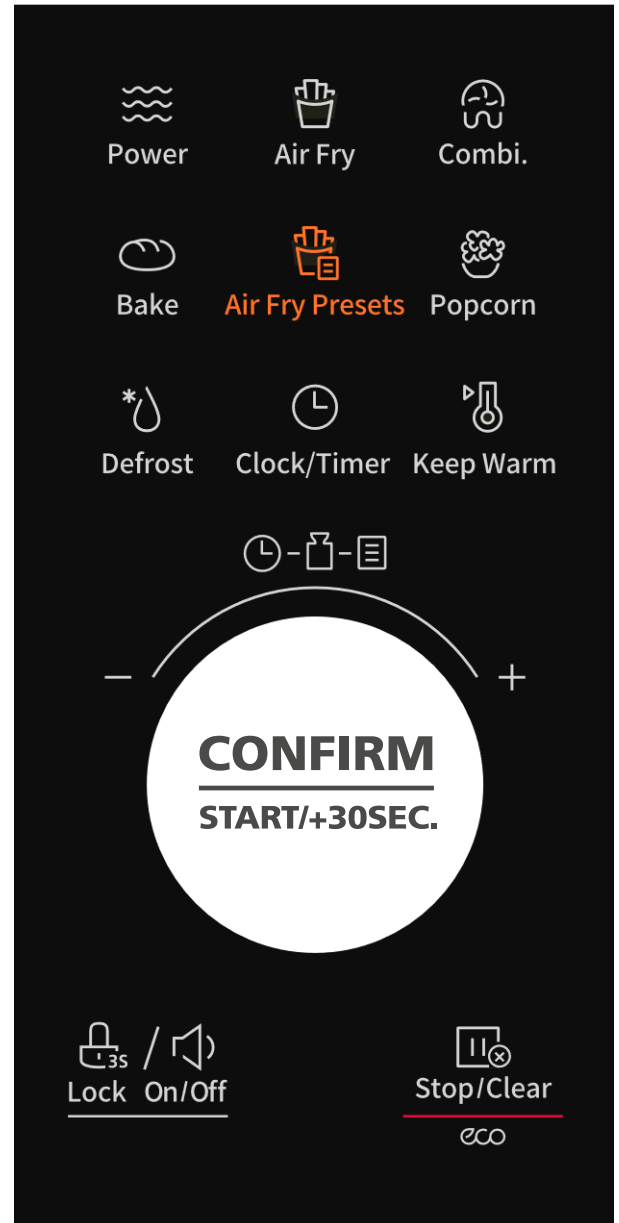 Power Air Fry Combi.
Bake Air Fry Presets Popcorn
Defrost Clock/Timer Keep Warm
− +
CONFIRM
START/+30SEC.
3S
Lock On/Off
Stop/Clear
eco